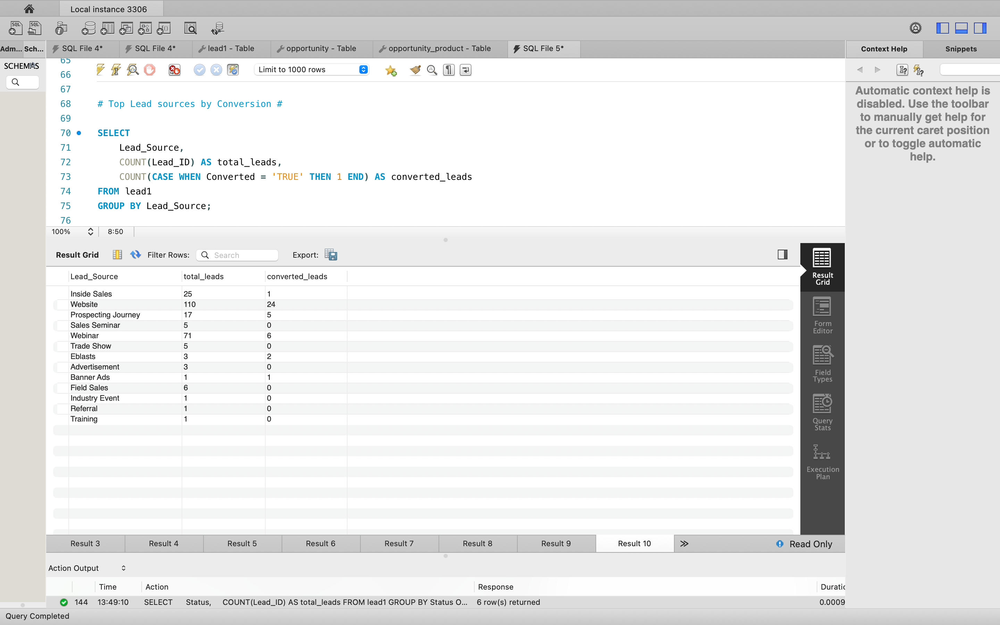 Local instance 3306
Adm... Sch... SQL File 4* SQL File 4* lead1 - Table opportunity - Table opportunity_product - Table SQL File 5* Context Help Snippets
SCHEMAS
Limit to 1000 rows
65
66
67
68 # Top Lead sources by Conversion #
69
70 SELECT
71 Lead_Source,
72 COUNT(Lead_ID) AS total_leads,
73 COUNT(CASE WHEN Converted = 'TRUE' THEN 1 END) AS converted_leads
74 FROM lead1
75 GROUP BY Lead_Source;
76
Automatic context help is
disabled. Use the toolbar
to manually get help for
the current caret position
or to toggle automatic
help.
100% 8:50
Result Grid Filter Rows: Search Export:
Lead_Source total_leads converted_leads
Inside Sales 25 1
Website 110 24
Prospecting Journey 17 5
Sales Seminar 5 0
Webinar 71 6
Trade Show 5 0
Eblasts 3 2
Advertisement 3 0
Banner Ads 1 1
Field Sales 6 0
Industry Event 1 0
Referral 1 0
Training 1 0
Result
Grid
Form
Editor
Field
Types
Query
Stats
Execution
Plan
Result 3 Result 4 Result 5 Result 6 Result 7 Result 8 Result 9 Result 10 Read Only
Action Output
Time Action Response Duratio
144 13:49:10 SELECT Status, COUNT(Lead_ID) AS total_leads FROM lead1 GROUP BY Status O... 6 row(s) returned 0.0009
Query Completed